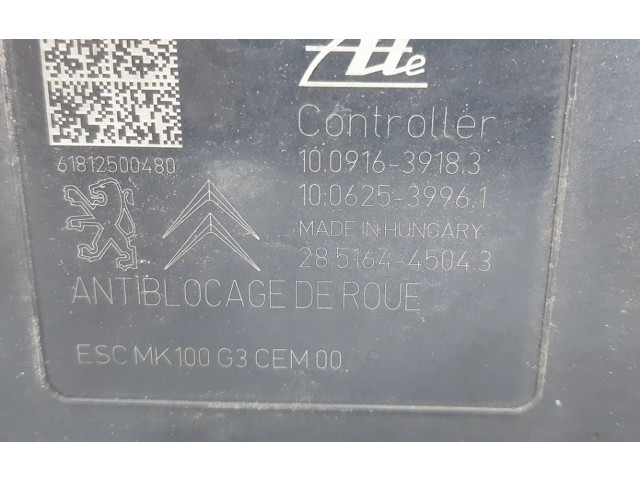 Ate
Controller
61812500480
10.0916-3918.3
10.0625-3996.1
MADE IN HUNGARY
28.5164-4504.3
ANTIBLOCAGE DE ROUE
ESC MK100 G3 CEM 00